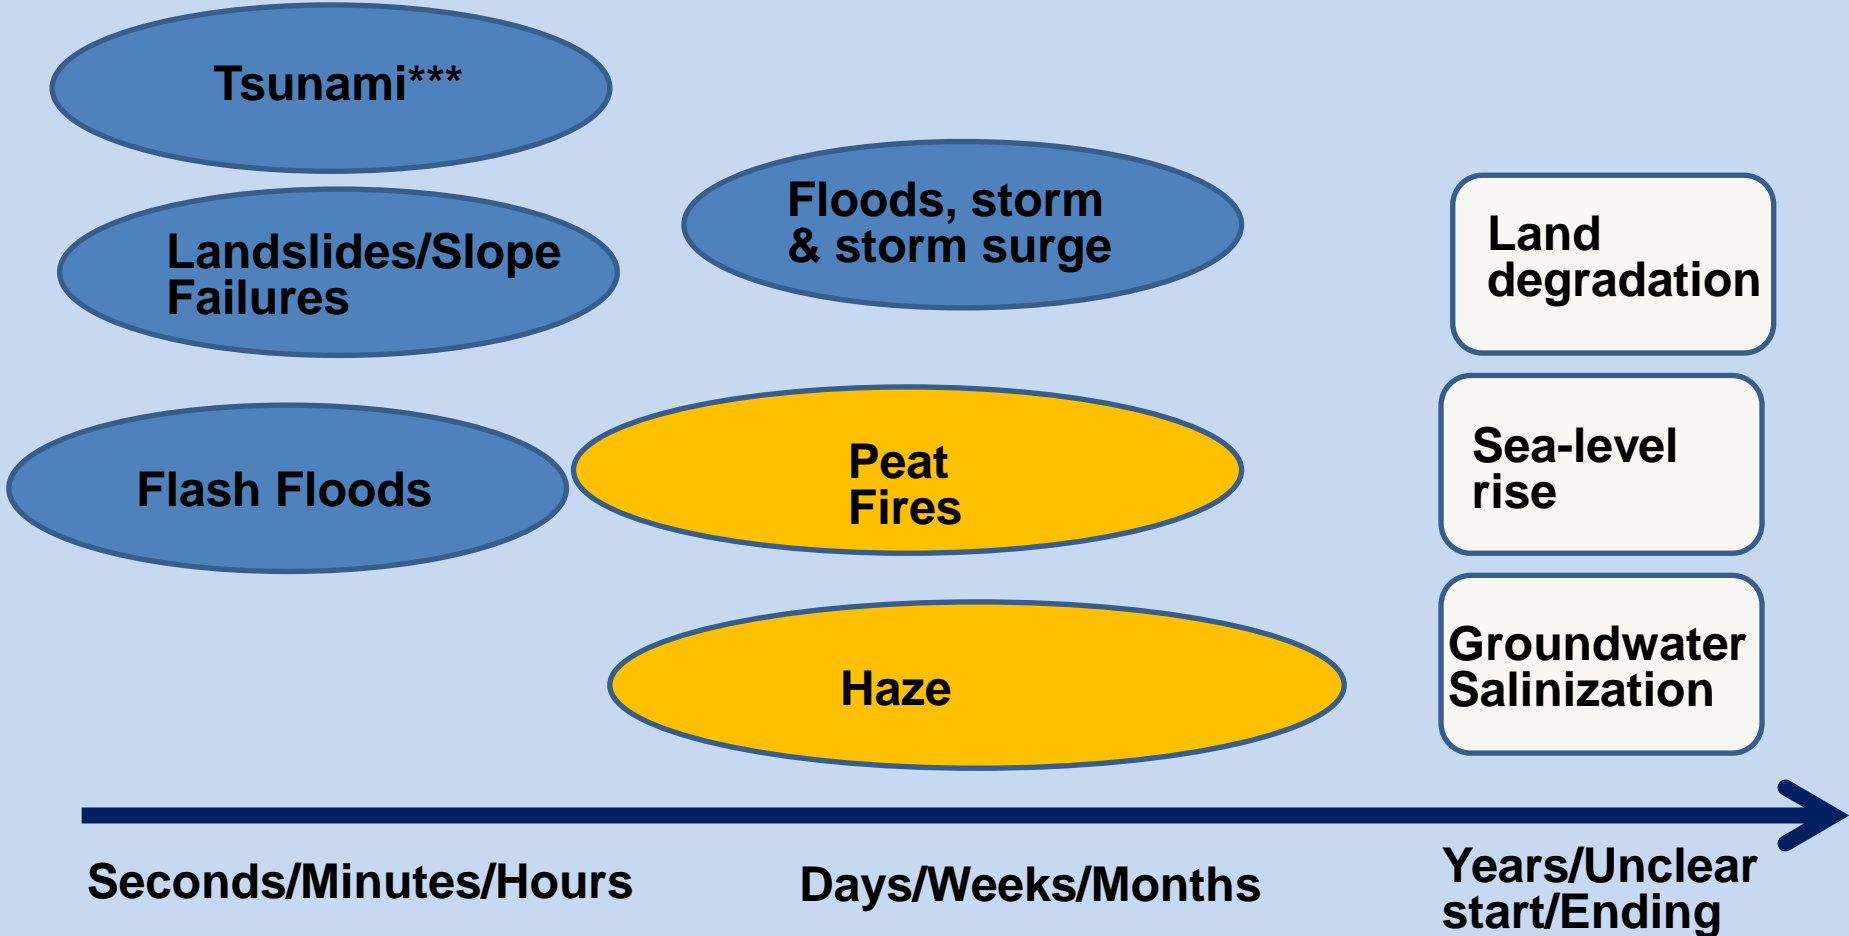 Tsunami***
Landslides/Slope
Failures
Flash Floods
Floods, storm
& storm surge
Peat
Fires
Haze
Land
degradation
Sea-level
rise
Groundwater
Salinization
Seconds/Minutes/Hours
Days/Weeks/Months
Years/Unclear
start/Ending